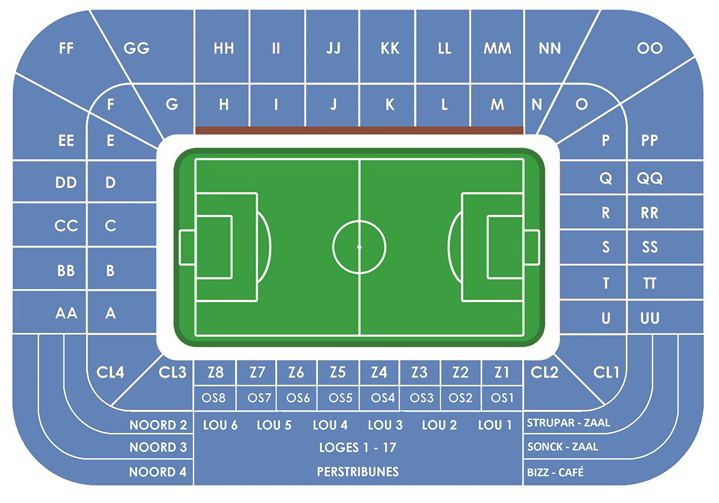 FF GG HH II JJ KK LL MM NN OO
F G H I J K L M N O
EE E P PP
DD D Q QQ
CC C R RR
S SS
BB B T TT
AA A U UU
CL4 CL3 Z8 Z7 Z6 Z5 Z4 Z3 Z2 Z1 CL2 CL1
OS8 OS7 OS6 OS5 OS4 OS3 OS2 OS1
NOORD 2 LOU 6 LOU 5 LOU 4 LOU 3 LOU 2 LOU 1 STRUPAR - ZAAL
NOORD 3 LOGES 1 - 17 SONCK - ZAAL
NOORD 4 PERSTRIBUNES BIZZ - CAFÉ